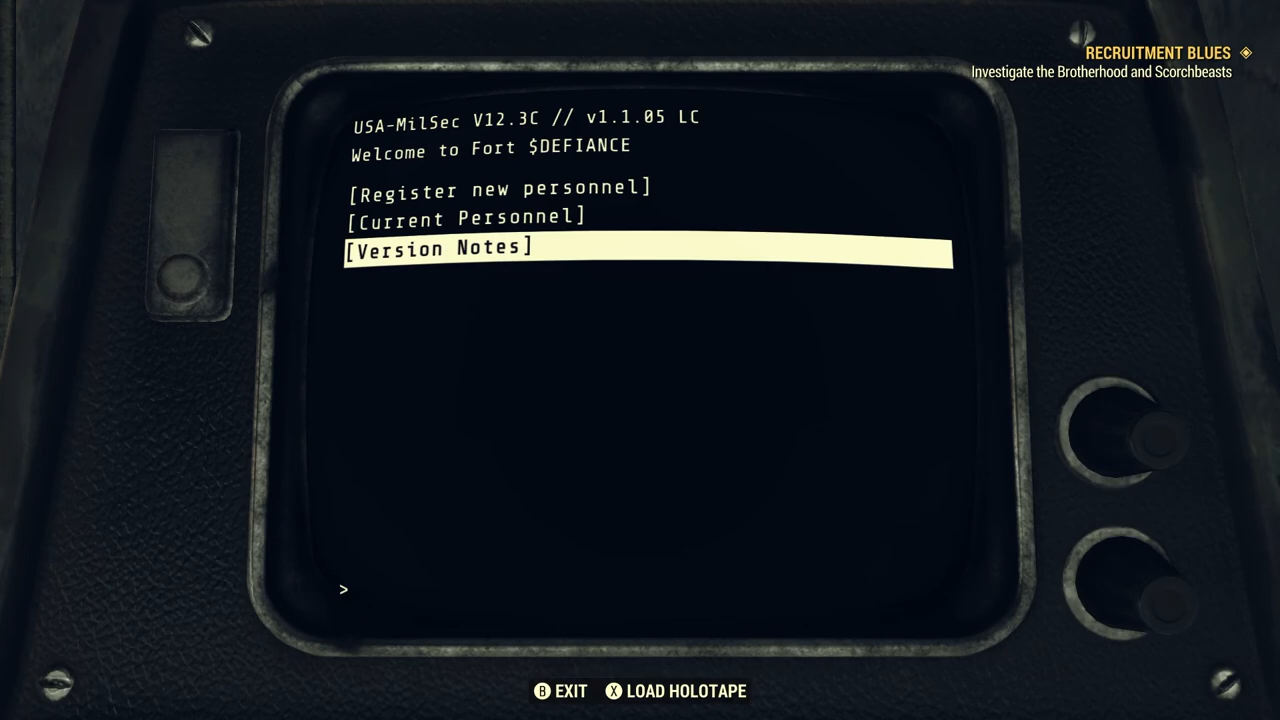 RECRUITMENT BLUES
Investigate the Brotherhood and Scorchbeasts
USA-MilSec V12.3C // v1.1.05 LC
Welcome to Fort $DEFIANCE
[Register new personnel]
[Current Personnel]
[Version Notes]
>
B EXIT X LOAD HOLOTAPE